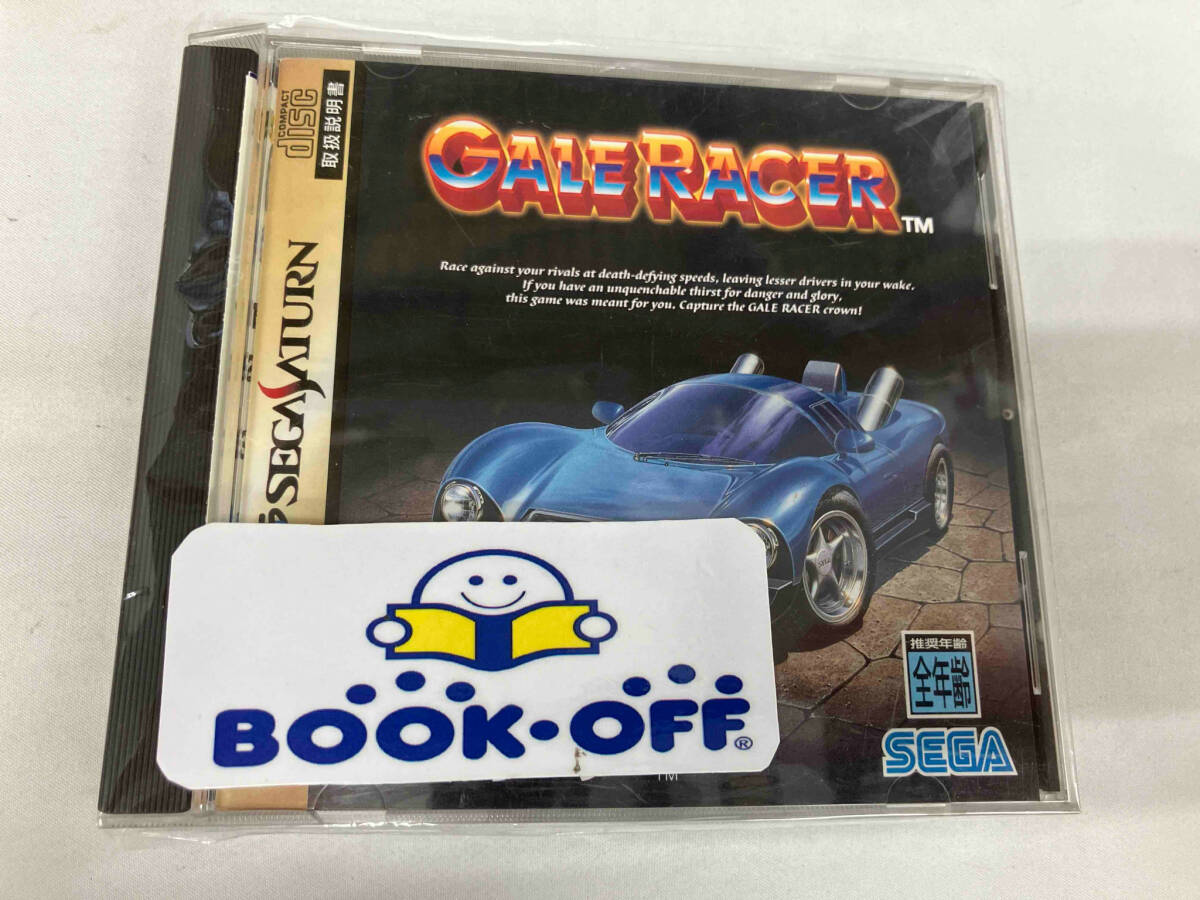 COMPACT
disc
取扱説明書
SEGA SATURN
GALE RACER™
Race against your rivals at death-defying speeds, leaving lesser drivers in your wake.
If you have an unquenchable thirst for danger and glory,
this game was meant for you. Capture the GALE RACER crown!
推奨年齢
全年齢
SEGA
BOOK・OFF®
TM